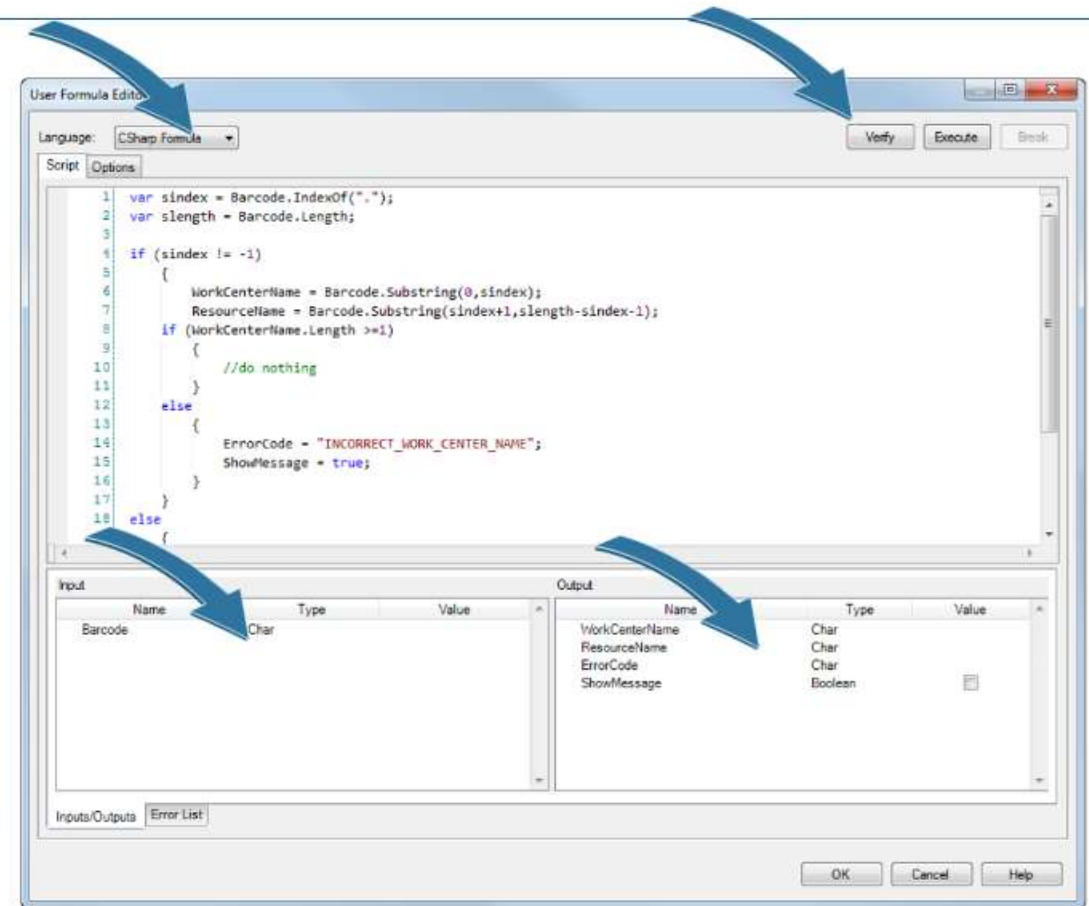 User Formula Edito
Language: CSharp Formula Verify Execute Break
Script Options
1 var sindex = Barcode.IndexOf(".");
2 var slength = Barcode.Length;
3
4 if (sindex != -1)
5 {
6 WorkCenterName = Barcode.Substring(0,sindex);
7 ResourceName = Barcode.Substring(sindex+1,slength-sindex-1);
8 if (WorkCenterName.Length >=1)
9 {
10 //do nothing
11 }
12 else
13 {
14 ErrorCode = "INCORRECT_WORK_CENTER_NAME";
15 ShowMessage = true;
16 }
17 }
18 else
{
Input Output
Name Type Value Name Type Value
Barcode Char WorkCenterName Char
ResourceName Char
ErrorCode Char
ShowMessage Boolean
Inputs/Outputs Error List
OK Cancel Help